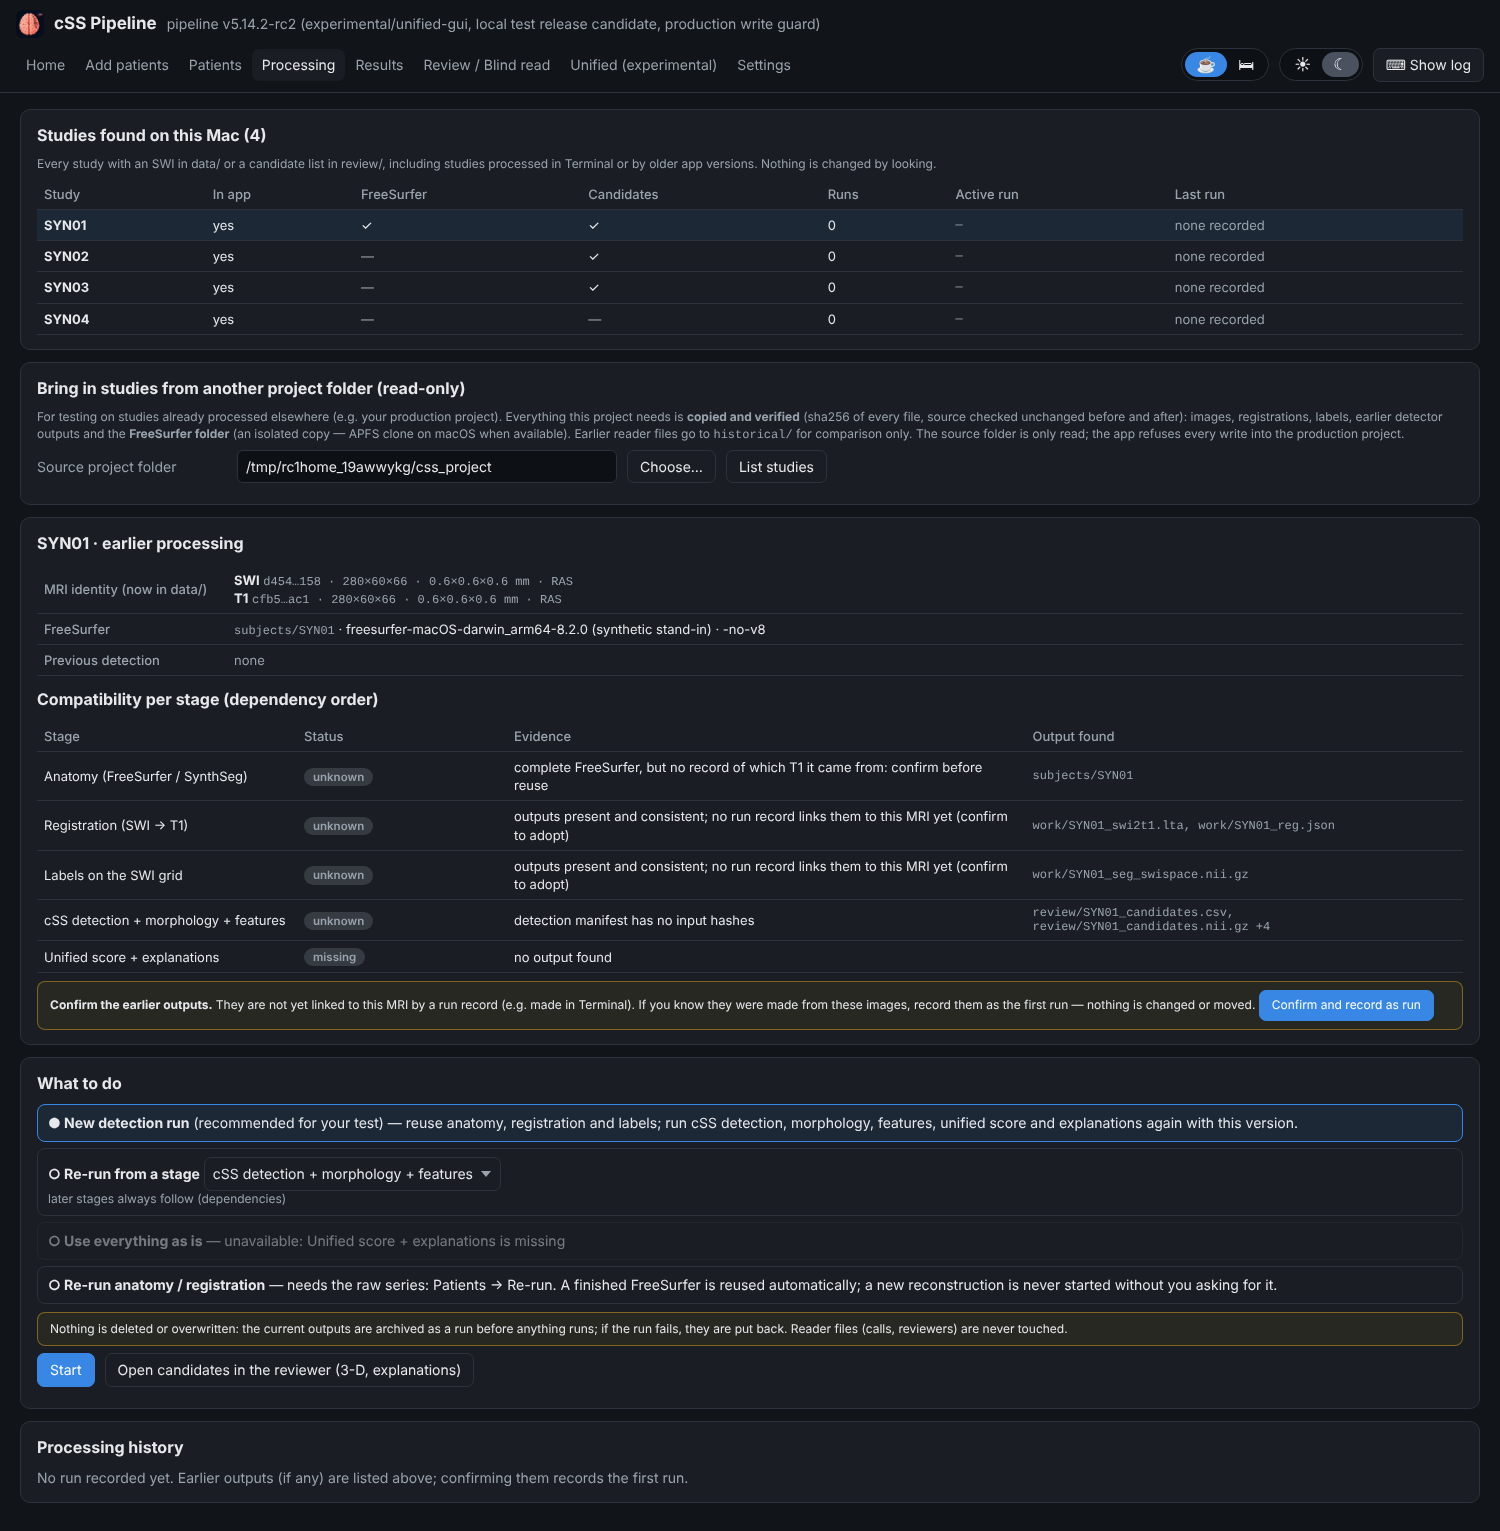 cSS Pipeline pipeline v5.14.2-rc2 (experimental/unified-gui, local test release candidate, production write guard)
Home Add patients Patients Processing Results Review / Blind read Unified (experimental) Settings Show log
Studies found on this Mac (4)
Every study with an SWI in data/ or a candidate list in review/, including studies processed in Terminal or by older app versions. Nothing is changed by looking.
Study In app FreeSurfer Candidates Runs Active run Last run
SYN01 yes ✓ ✓ 0 – none recorded
SYN02 yes — ✓ 0 – none recorded
SYN03 yes — ✓ 0 – none recorded
SYN04 yes — — 0 – none recorded
Bring in studies from another project folder (read-only)
For testing on studies already processed elsewhere (e.g. your production project). Everything this project needs is copied and verified (sha256 of every file, source checked unchanged before and after): images, registrations, labels, earlier detector
outputs and the FreeSurfer folder (an isolated copy — APFS clone on macOS when available). Earlier reader files go to historical/ for comparison only. The source folder is only read; the app refuses every write into the production project.
Source project folder /tmp/rc1home_19awwykg/css_project Choose... List studies
SYN01 · earlier processing
MRI identity (now in data/) SWI d454…158 · 280×60×66 · 0.6×0.6×0.6 mm · RAS
T1 cfb5…ac1 · 280×60×66 · 0.6×0.6×0.6 mm · RAS
FreeSurfer subjects/SYN01 · freesurfer-macOS-darwin_arm64-8.2.0 (synthetic stand-in) · -no-v8
Previous detection none
Compatibility per stage (dependency order)
Stage Status Evidence Output found
Anatomy (FreeSurfer / SynthSeg) unknown complete FreeSurfer, but no record of which T1 it came from: confirm before
reuse subjects/SYN01
Registration (SWI → T1) unknown outputs present and consistent; no run record links them to this MRI yet (confirm
to adopt) work/SYN01_swi2t1.lta, work/SYN01_reg.json
Labels on the SWI grid unknown outputs present and consistent; no run record links them to this MRI yet (confirm
to adopt) work/SYN01_seg_swispace.nii.gz
cSS detection + morphology + features unknown detection manifest has no input hashes review/SYN01_candidates.csv,
review/SYN01_candidates.nii.gz +4
Unified score + explanations missing no output found
Confirm the earlier outputs. They are not yet linked to this MRI by a run record (e.g. made in Terminal). If you know they were made from these images, record them as the first run — nothing is changed or moved. Confirm and record as run
What to do
New detection run (recommended for your test) — reuse anatomy, registration and labels; run cSS detection, morphology, features, unified score and explanations again with this version.
Re-run from a stage cSS detection + morphology + features
later stages always follow (dependencies)
Use everything as is — unavailable: Unified score + explanations is missing
Re-run anatomy / registration — needs the raw series: Patients → Re-run. A finished FreeSurfer is reused automatically; a new reconstruction is never started without you asking for it.
Nothing is deleted or overwritten: the current outputs are archived as a run before anything runs; if the run fails, they are put back. Reader files (calls, reviewers) are never touched.
Start Open candidates in the reviewer (3-D, explanations)
Processing history
No run recorded yet. Earlier outputs (if any) are listed above; confirming them records the first run.